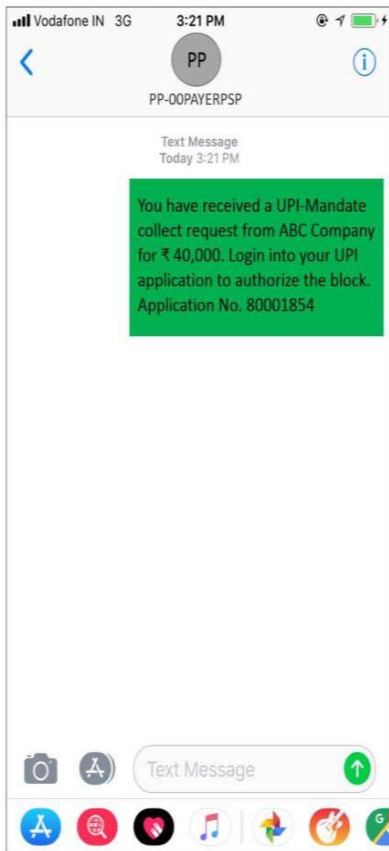 Vodafone IN 3G 3:21 PM
PP
PP-00PAYERPSP
Text Message
Today 3:21 PM
You have received a UPI-Mandate
collect request from ABC Company
for ₹ 40,000. Login into your UPI
application to authorize the block.
Application No. 80001854
Text Message
G